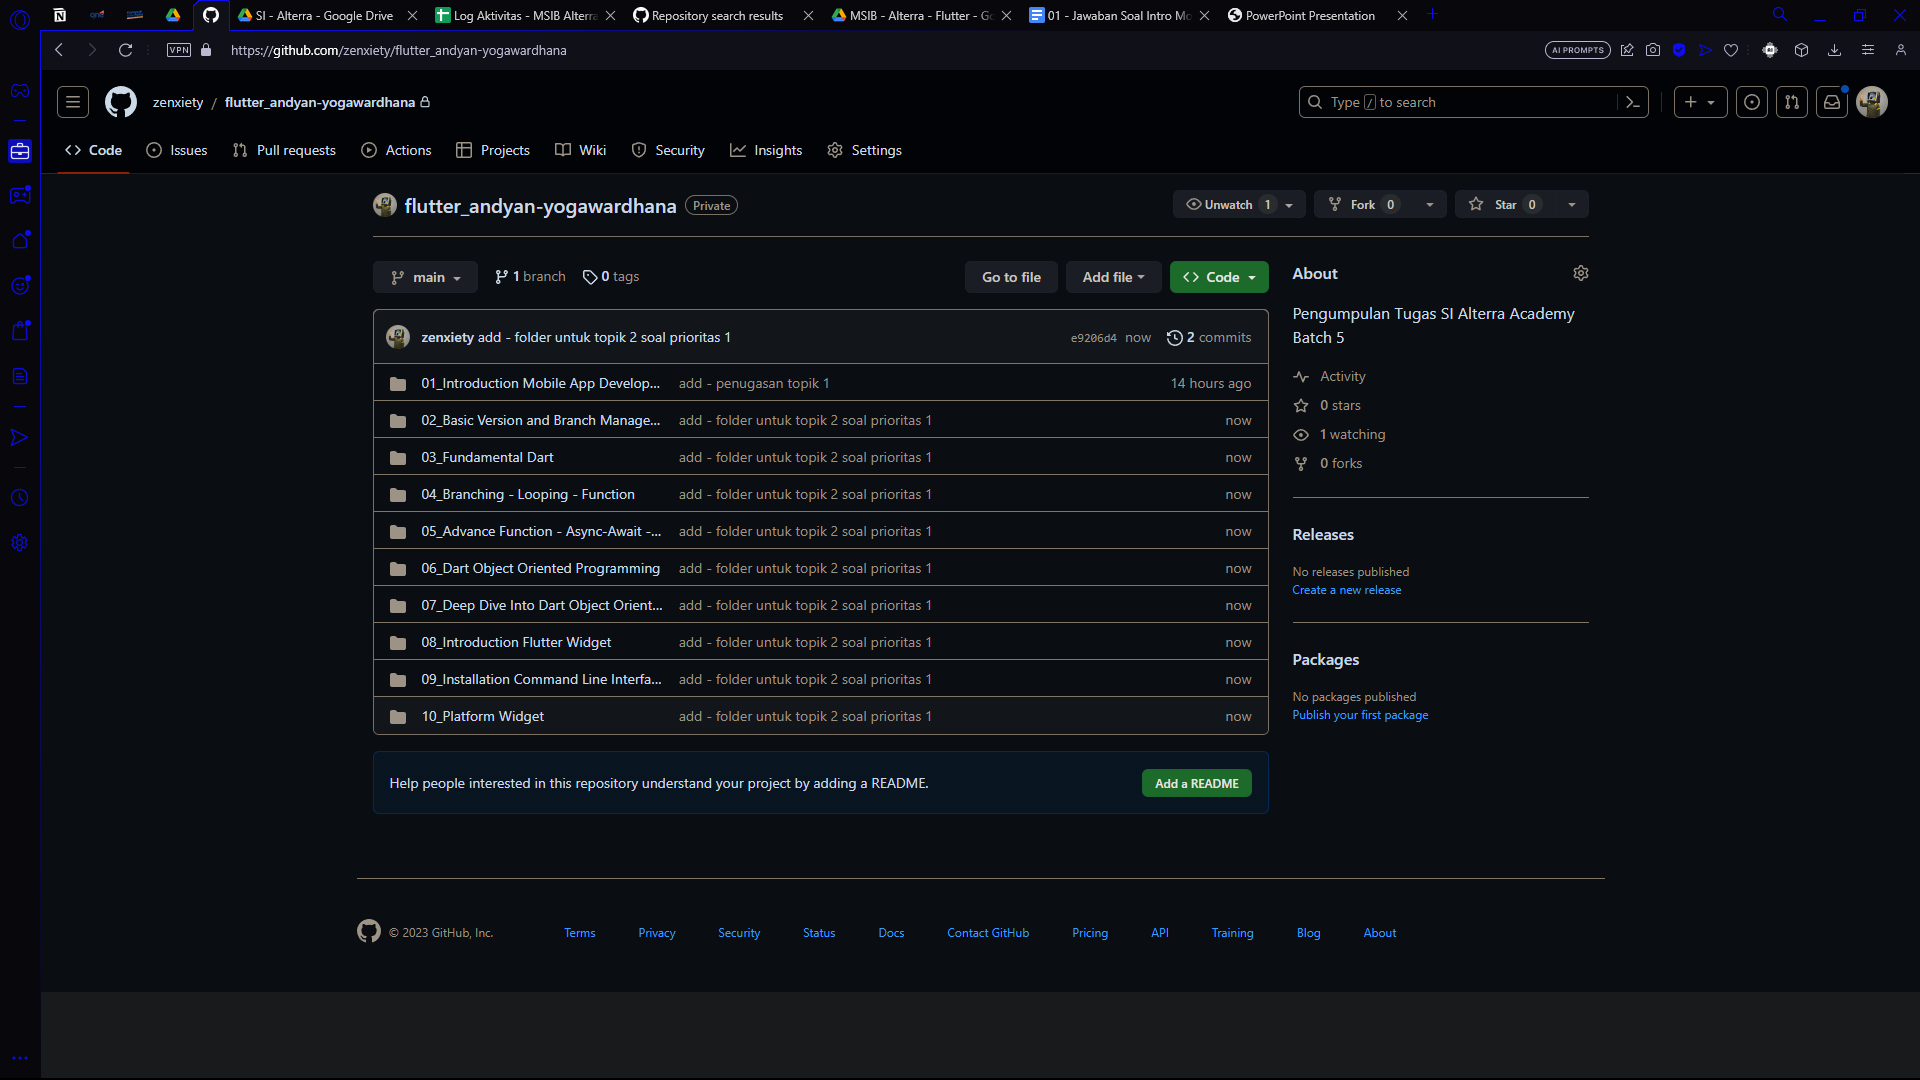 SI - Alterra - Google Drive
Log Aktivitas - MSIB Alterra
Repository search results
MSIB - Alterra - Flutter - Go
01 - Jawaban Soal Intro Mo
PowerPoint Presentation
VPN
https://github.com/zenxiety/flutter_andyan-yogawardhana
AI PROMPTS
zenxiety / flutter_andyan-yogawardhana
Type / to search
Code
Issues
Pull requests
Actions
Projects
Wiki
Security
Insights
Settings
flutter_andyan-yogawardhana Private
Unwatch 1
Fork 0
Star 0
main
1 branch
0 tags
Go to file
Add file
Code
zenxiety add - folder untuk topik 2 soal prioritas 1 e9206d4 now 2 commits
01_Introduction Mobile App Develop... add - penugasan topik 1 14 hours ago
02_Basic Version and Branch Manage... add - folder untuk topik 2 soal prioritas 1 now
03_Fundamental Dart add - folder untuk topik 2 soal prioritas 1 now
04_Branching - Looping - Function add - folder untuk topik 2 soal prioritas 1 now
05_Advance Function - Async-Await -... add - folder untuk topik 2 soal prioritas 1 now
06_Dart Object Oriented Programming add - folder untuk topik 2 soal prioritas 1 now
07_Deep Dive Into Dart Object Orient... add - folder untuk topik 2 soal prioritas 1 now
08_Introduction Flutter Widget add - folder untuk topik 2 soal prioritas 1 now
09_Installation Command Line Interfa... add - folder untuk topik 2 soal prioritas 1 now
10_Platform Widget add - folder untuk topik 2 soal prioritas 1 now
Help people interested in this repository understand your project by adding a README.
Add a README
About
Pengumpulan Tugas SI Alterra Academy
Batch 5
Activity
0 stars
1 watching
0 forks
Releases
No releases published
Create a new release
Packages
No packages published
Publish your first package
© 2023 GitHub, Inc.
Terms
Privacy
Security
Status
Docs
Contact GitHub
Pricing
API
Training
Blog
About